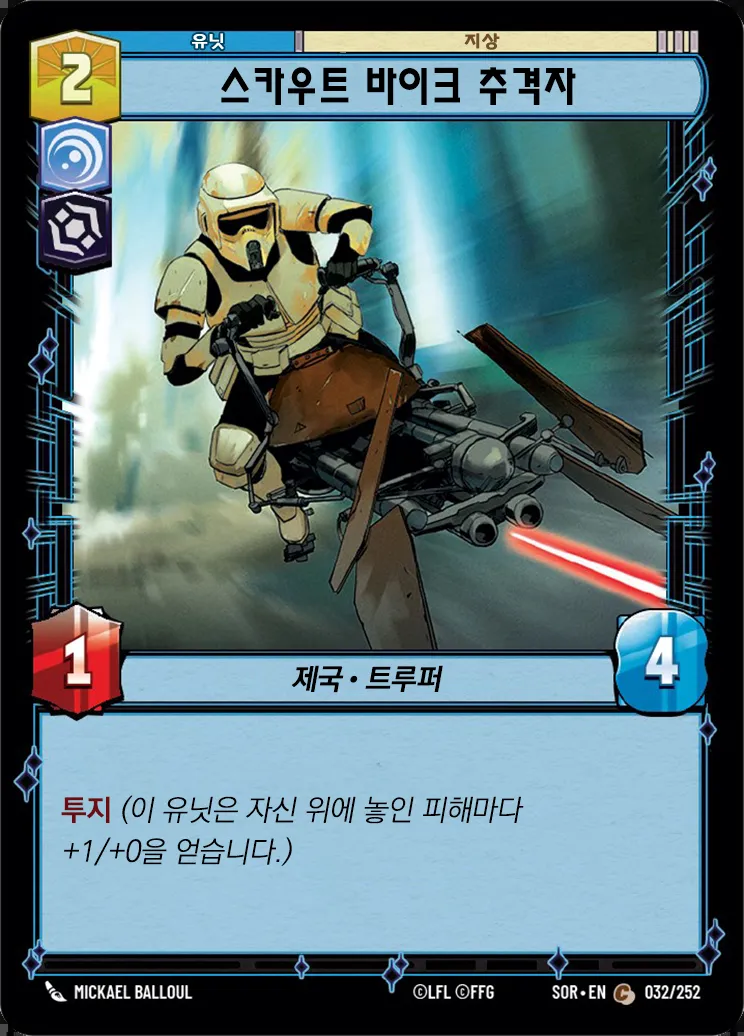 유닛 지상
2
스카우트 바이크 추격자
1
4
제국 • 트루퍼
투지 (이 유닛은 자신 위에 놓인 피해마다
+1/+0을 얻습니다.)
MICKAEL BALLOUL ©LFL ©FFG SOR • EN C 032/252